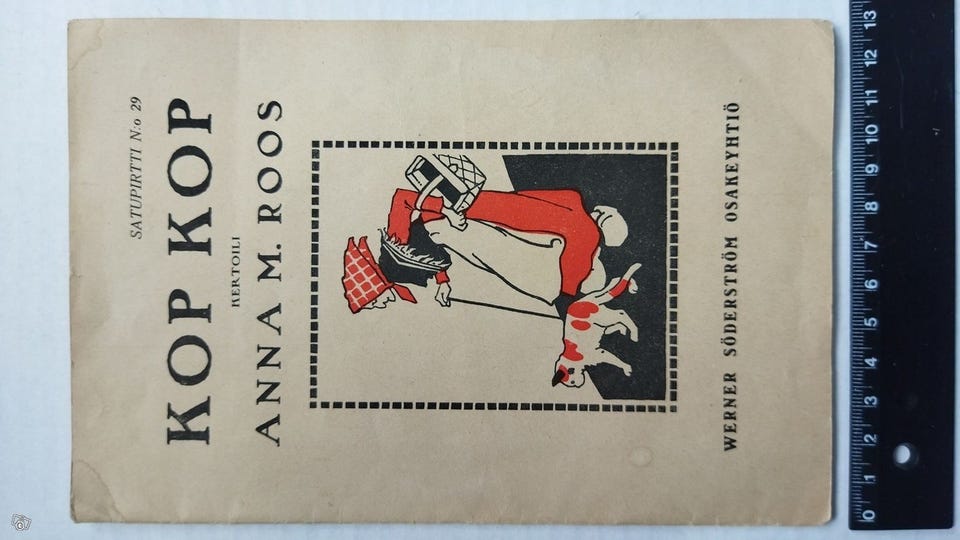 SATUPIRTTI N:o 29
KOP KOP
KERTOILI
ANNA M. ROOS
WERNER SÖDERSTRÖM OSAKEYHTIÖ
0 1 2 3 4 5 6 7 8 9 10 11 12 13